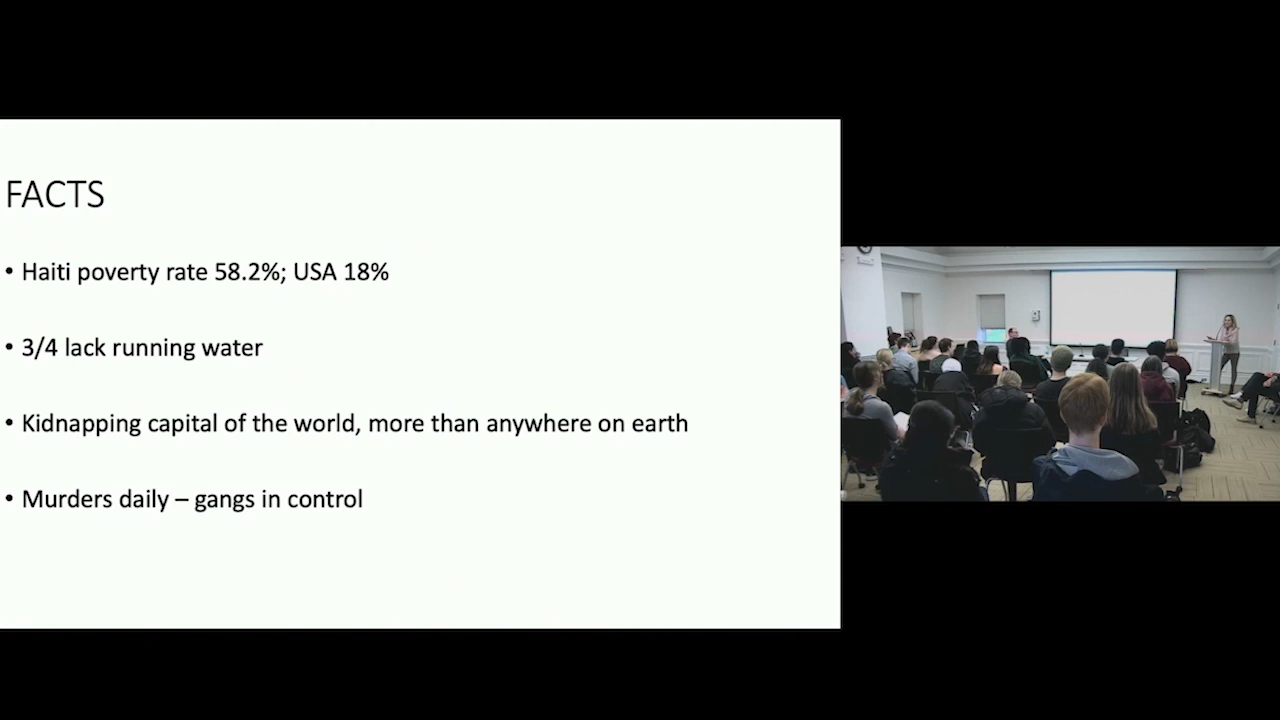 FACTS
• Haiti poverty rate 58.2%; USA 18%
• 3/4 lack running water
• Kidnapping capital of the world, more than anywhere on earth
• Murders daily – gangs in control